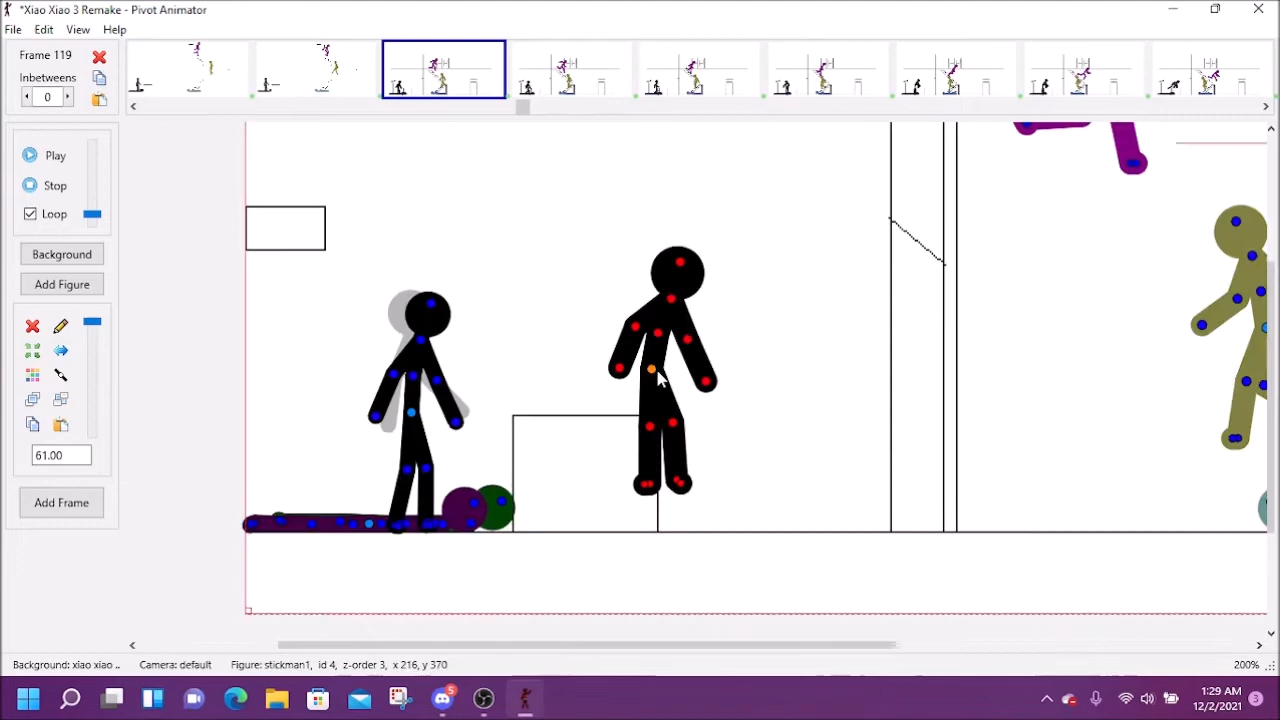 *Xiao Xiao 3 Remake - Pivot Animator
File Edit View Help
Frame 119
Inbetweens
0
Play
Stop
Loop
Background
Add Figure
61.00
Add Frame
Background: xiao xiao .. Camera: default Figure: stickman1, id 4, z-order 3, x 216, y 370 200%
5
1:29 AM
12/2/2021
3